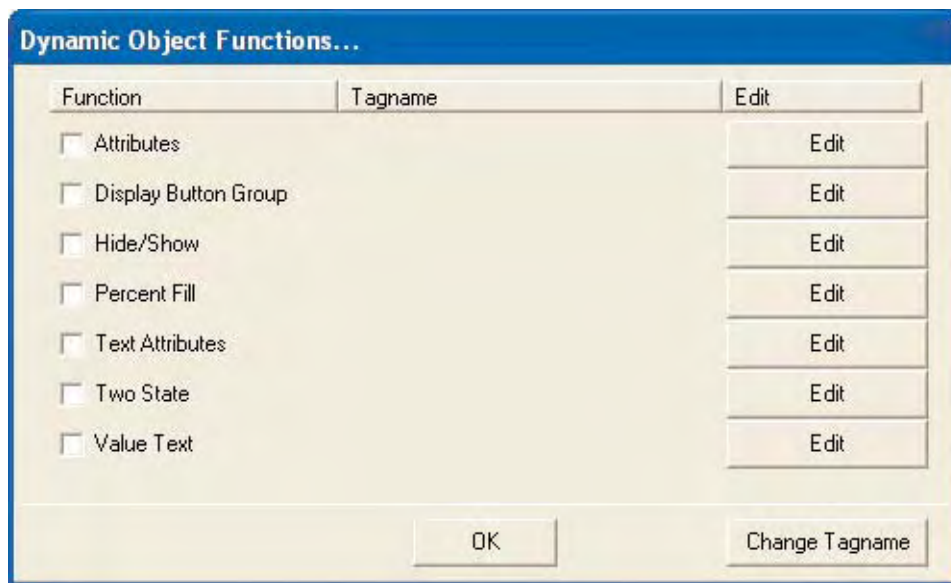 Dynamic Object Functions...
Function Tagname Edit
Attributes Edit
Display Button Group Edit
Hide/Show Edit
Percent Fill Edit
Text Attributes Edit
Two State Edit
Value Text Edit
OK Change Tagname